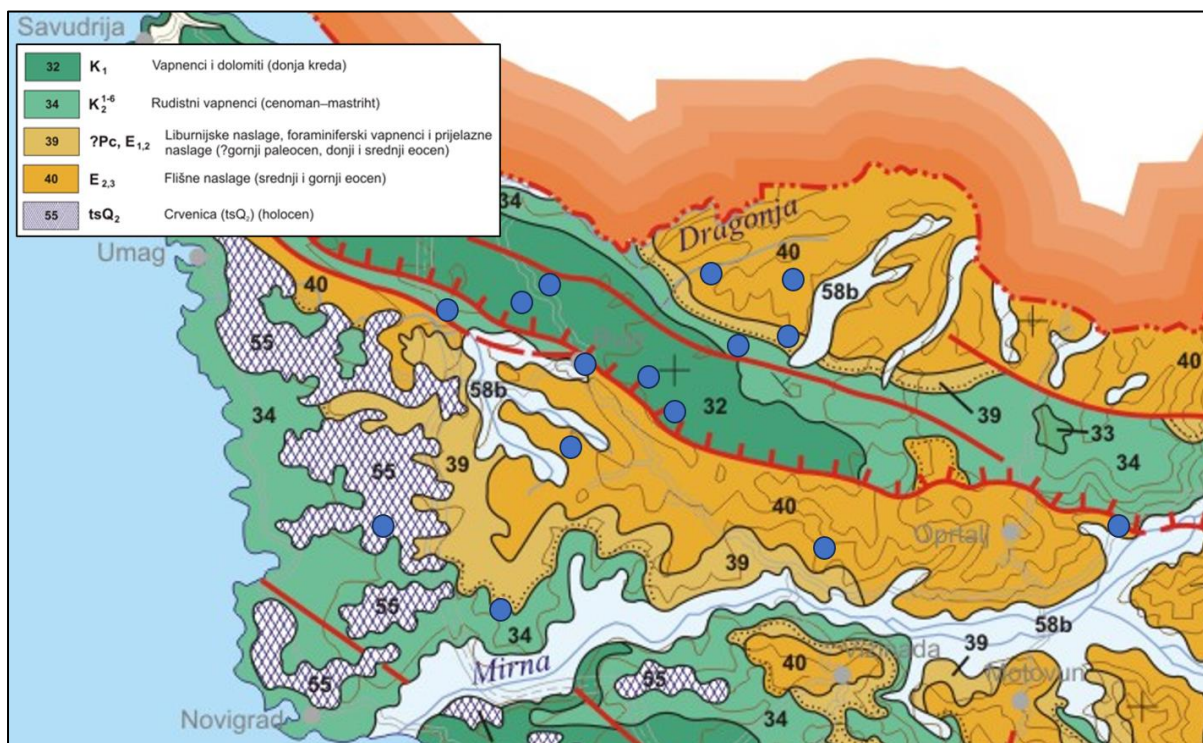 Savudrija
32 K₁ Vapnenci i dolomiti (donja kreda)
34 K₂¹⁻⁶ Rudistni vapnenci (cenoman–mastriht)
39 ?Pc, E₁,₂ Liburnijske naslage, foraminiferski vapnenci i prijelazne
naslage (?gornji paleocen, donji i srednji eocen)
40 E₂,₃ Flišne naslage (srednji i gornji eocen)
55 tsQ₂ Crvenica (tsQ₂) (holocen)
34
Dragonja
Umag
40
40
58b
55
40
58b
32
39
33
34
34
39
55
40
Oprtalj
39
55
34
58b
39
Mirna
40
Motovun
55
55
34
Novigrad